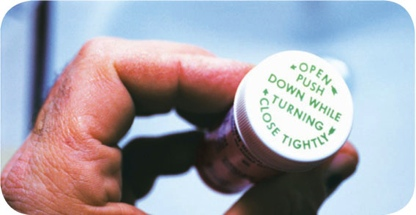 OPEN
PUSH
DOWN WHILE
TURNING
CLOSE TIGHTLY